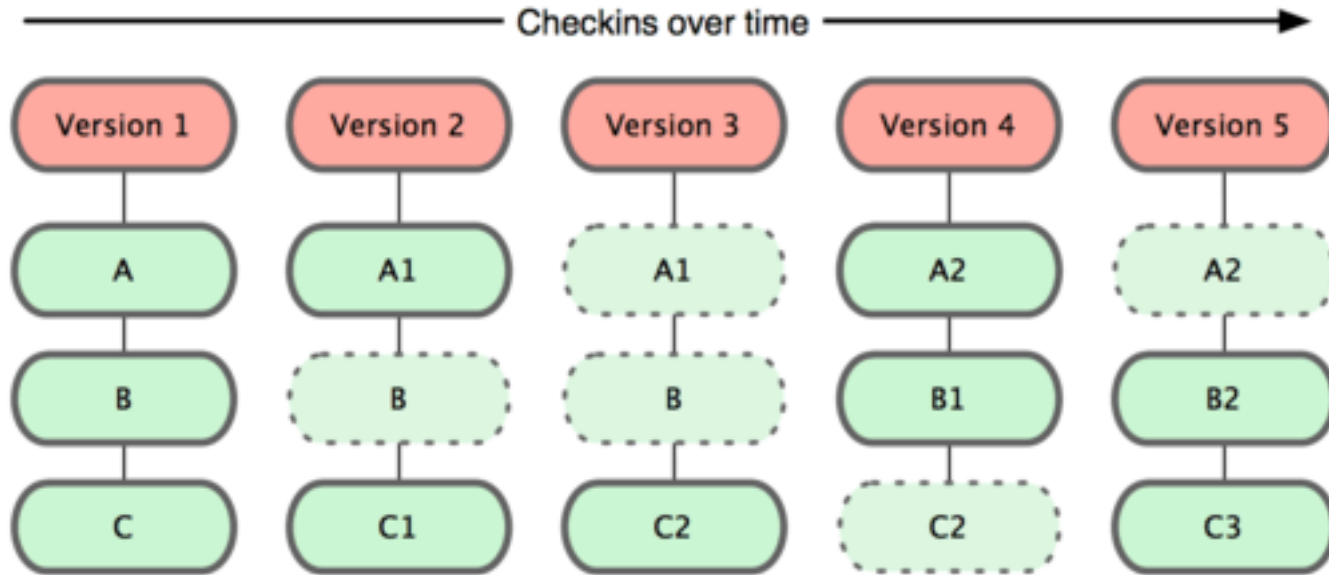 Checkins over time
Version 1 Version 2 Version 3 Version 4 Version 5
A A1 A1 A2 A2
B B B B1 B2
C C1 C2 C2 C3